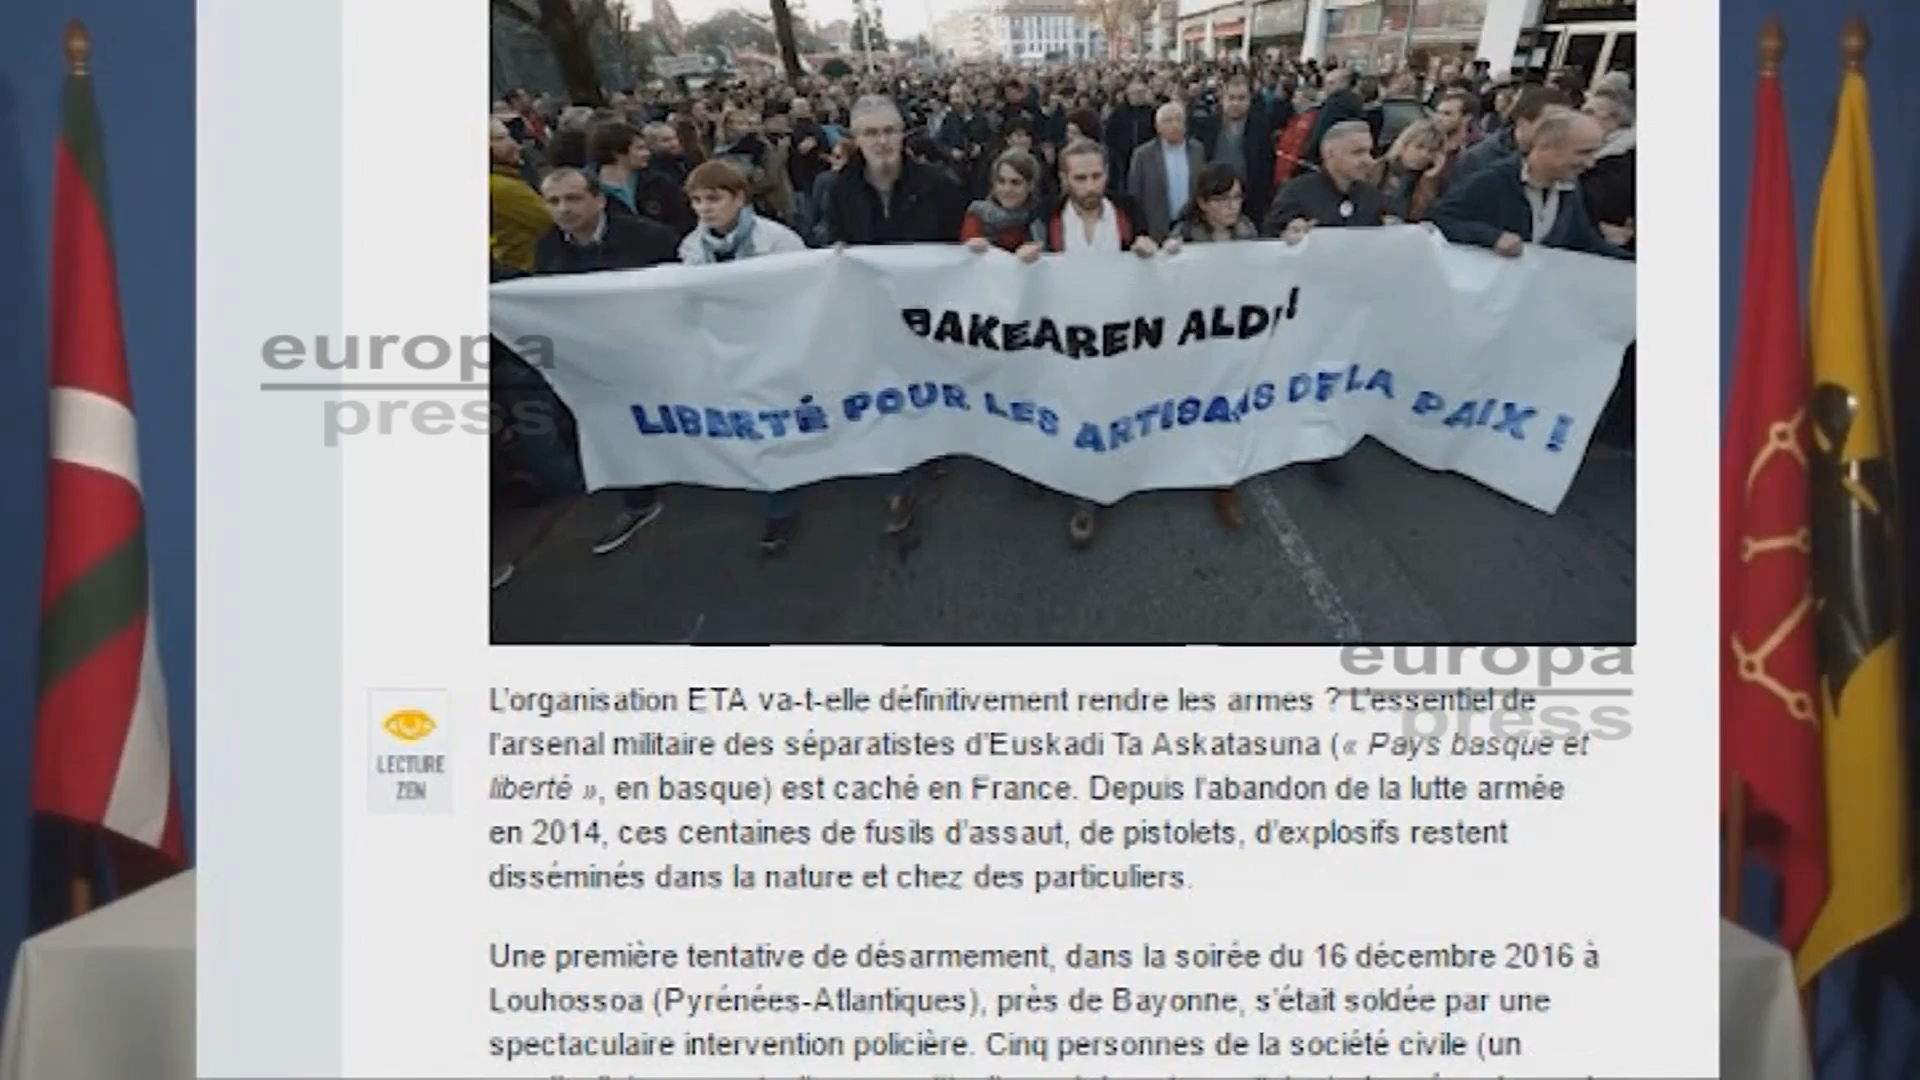 BAKEAREN ALDI!
LIBERTÉ POUR LES ARTISANS DE LA PAIX !
europa
press
europa
press
LECTURE
ZEN
L'organisation ETA va-t-elle définitivement rendre les armes ? L'essentiel de
l'arsenal militaire des séparatistes d'Euskadi Ta Askatasuna (« Pays basque et
liberté », en basque) est caché en France. Depuis l'abandon de la lutte armée
en 2014, ces centaines de fusils d'assaut, de pistolets, d'explosifs restent
disséminés dans la nature et chez des particuliers.
Une première tentative de désarmement, dans la soirée du 16 décembre 2016 à
Louhossoa (Pyrénées-Atlantiques), près de Bayonne, s'était soldée par une
spectaculaire intervention policière. Cinq personnes de la société civile (un